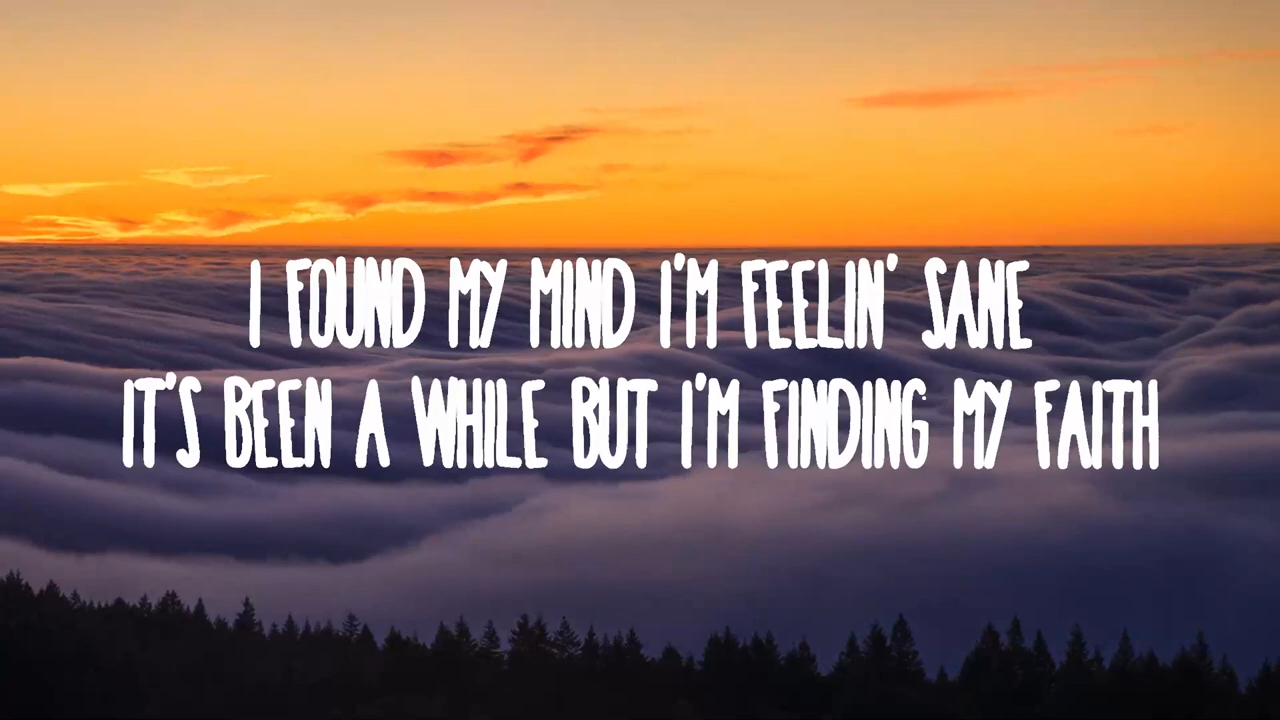 I FOUND MY MIND I'M FEELIN' SANE
IT'S BEEN A WHILE BUT I'M FINDING MY FAITH